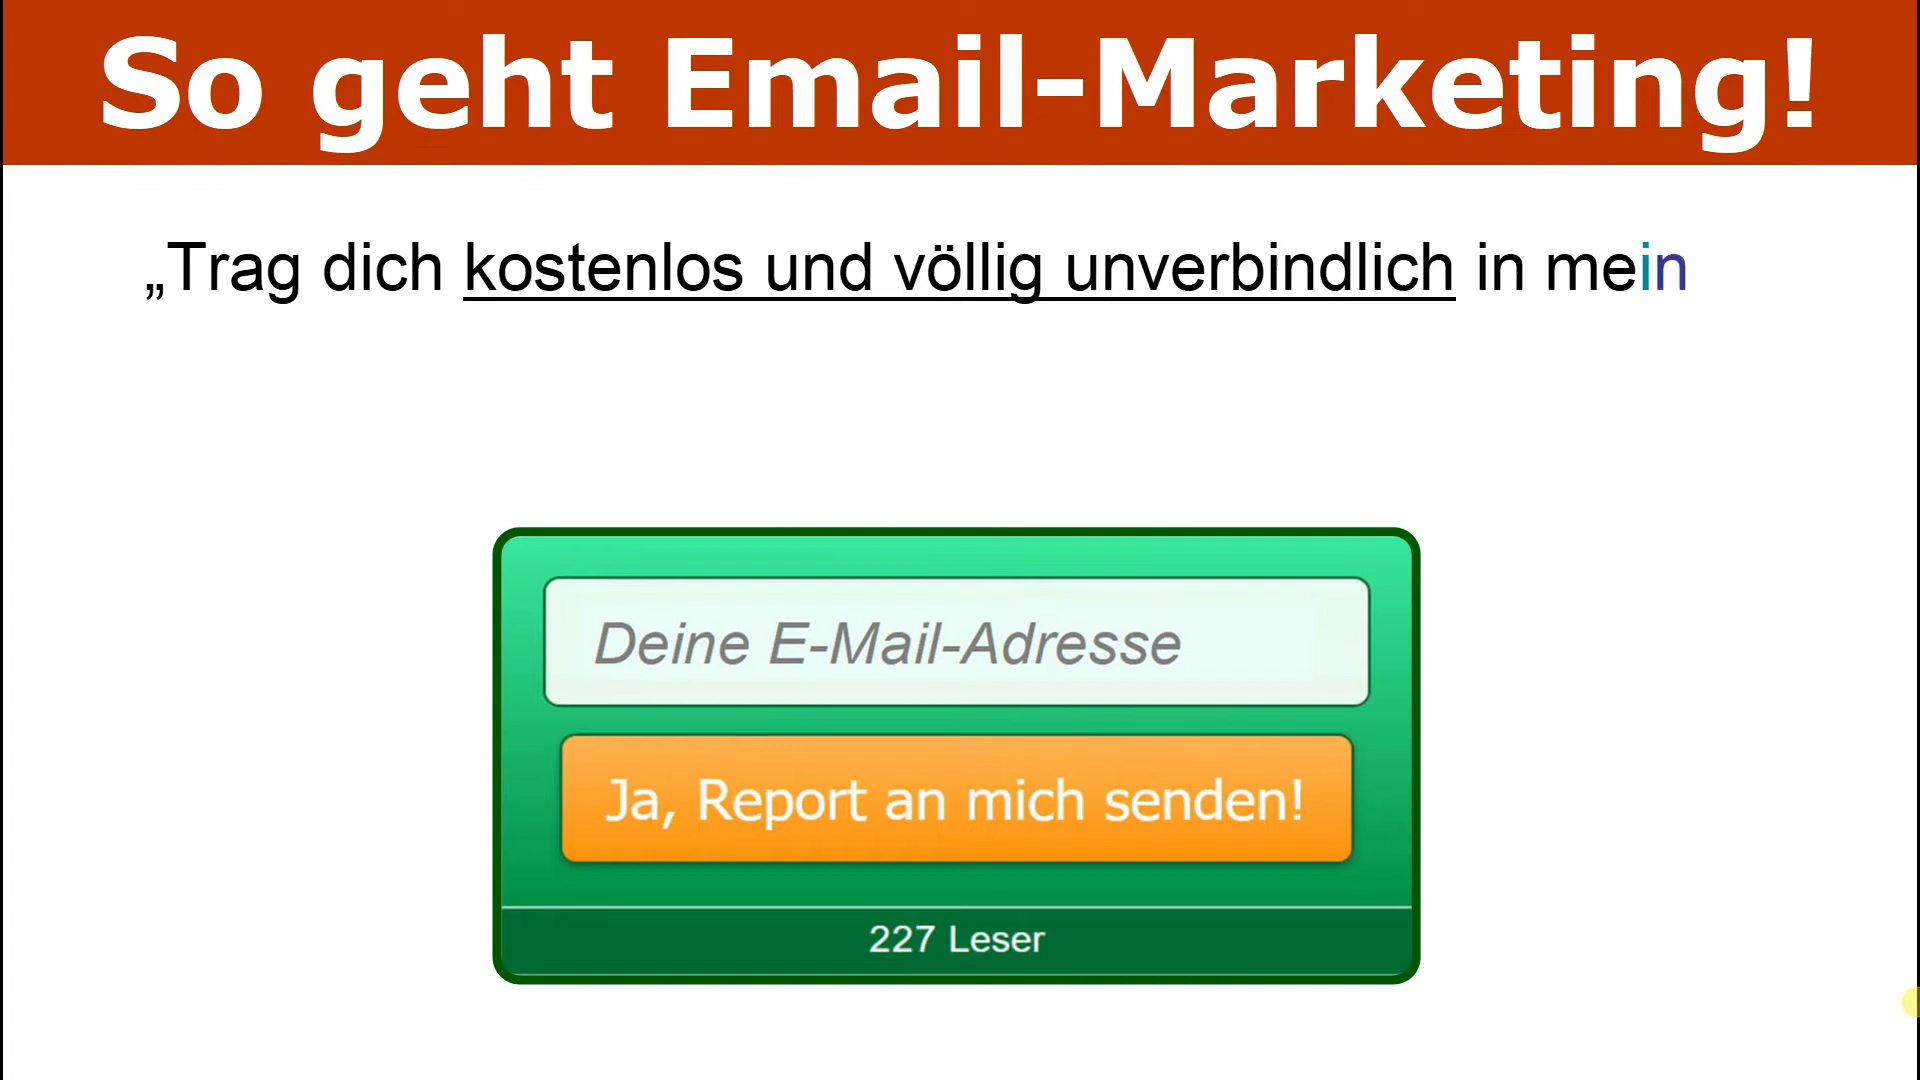 So geht Email-Marketing!
„Trag dich kostenlos und völlig unverbindlich in mein
Deine E-Mail-Adresse
Ja, Report an mich senden!
227 Leser